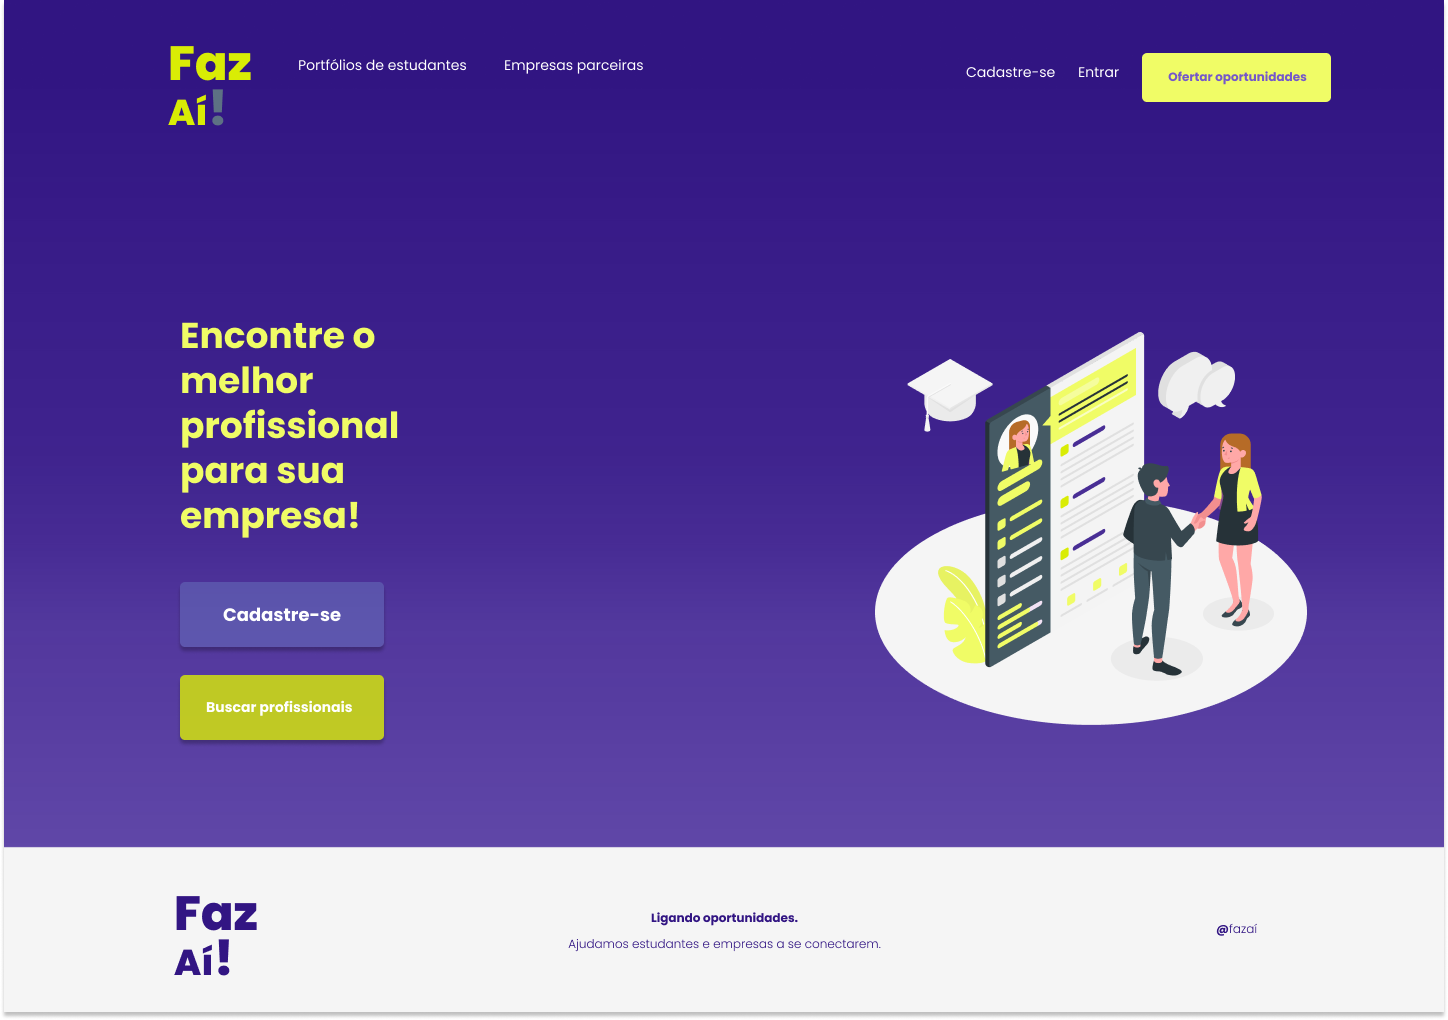 Faz
Aí!
Portfólios de estudantes
Empresas parceiras
Cadastre-se
Entrar
Ofertar oportunidades
Encontre o
melhor
profissional
para sua
empresa!
Cadastre-se
Buscar profissionais
Faz
Aí!
Ligando oportunidades.
Ajudamos estudantes e empresas a se conectarem.
@fazaí